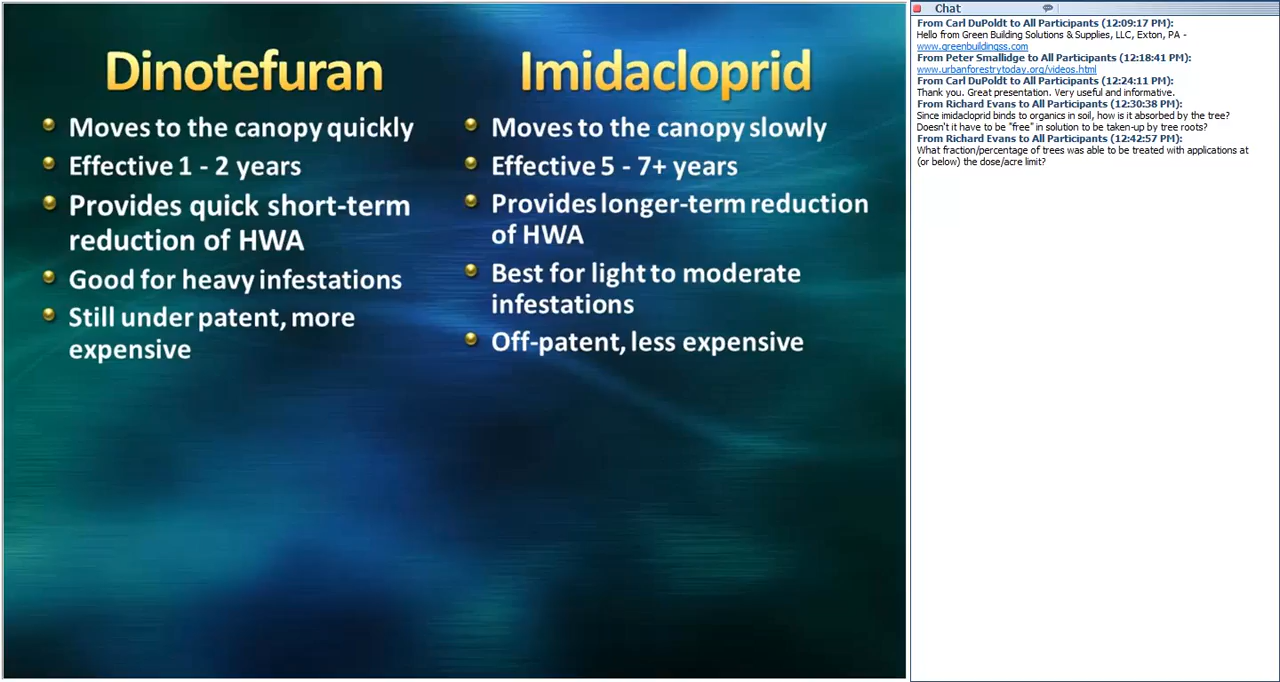 Dinotefuran
Moves to the canopy quickly
Effective 1 - 2 years
Provides quick short-term
reduction of HWA
Good for heavy infestations
Still under patent, more
expensive
Imidacloprid
Moves to the canopy slowly
Effective 5 - 7+ years
Provides longer-term reduction
of HWA
Best for light to moderate
infestations
Off-patent, less expensive
Chat
From Carl DuPoldt to All Participants (12:09:17 PM):
Hello from Green Building Solutions & Supplies, LLC, Exton, PA -
www.greenbuildingss.com
From Peter Smallidge to All Participants (12:18:41 PM):
www.urbanforestrytoday.org/videos.html
From Carl DuPoldt to All Participants (12:24:11 PM):
Thank you. Great presentation. Very useful and informative.
From Richard Evans to All Participants (12:30:38 PM):
Since imidacloprid binds to organics in soil, how is it absorbed by the tree?
Doesn't it have to be "free" in solution to be taken-up by tree roots?
From Richard Evans to All Participants (12:42:57 PM):
What fraction/percentage of trees was able to be treated with applications at
(or below) the dose/acre limit?